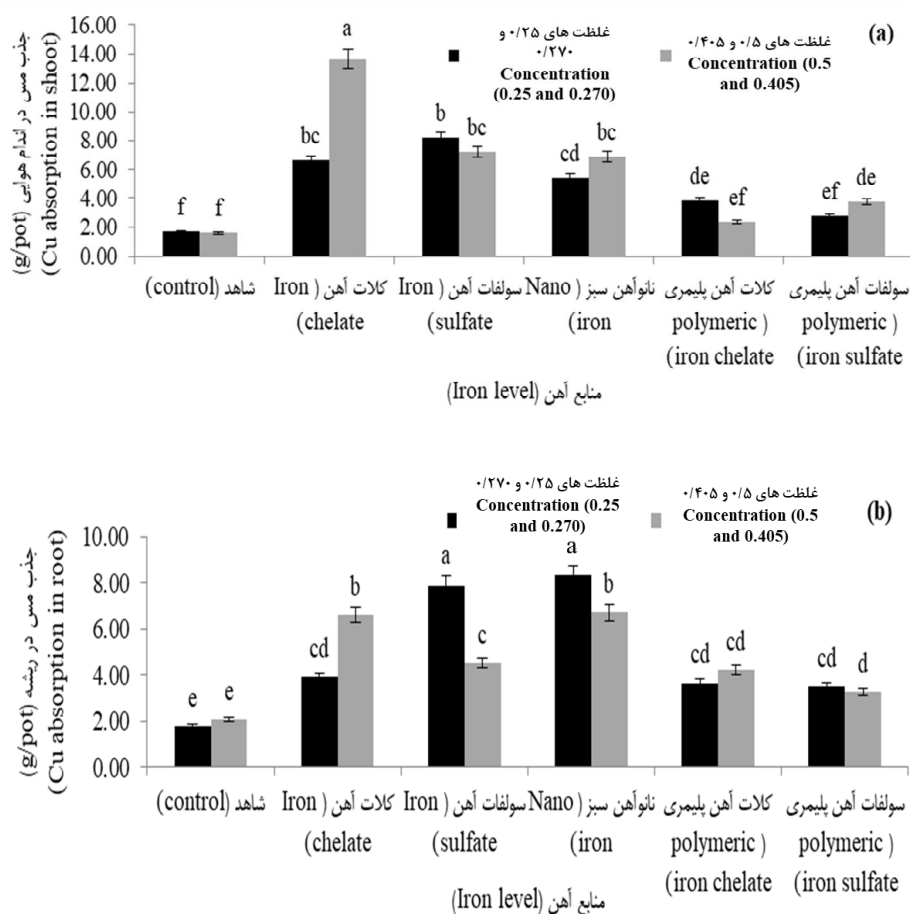 (a)
غلظت های ۰/۲۵ و
۰/۲۷۰
Concentration
(0.25 and 0.270)
غلظت های ۰/۵ و ۰/۴۰۵
Concentration (0.5
and 0.405)
جذب مس در اندام هوایی (g/pot)
(Cu absorption in shoot)
16.00
14.00
12.00
10.00
8.00
6.00
4.00
2.00
0.00
f f bc a b bc cd bc de ef ef de
شاهد (control)
کلات آهن ( Iron
chelate)
سولفات آهن ( Iron
sulfate)
نانوآهن سبز ( Nano
iron)
کلات آهن پلیمری
( polymeric
iron chelate)
سولفات آهن پلیمری
( polymeric
iron sulfate)
منابع آهن (Iron level)
(b)
غلظت های ۰/۲۵ و ۰/۲۷۰
Concentration (0.25
and 0.270)
غلظت های ۰/۵ و ۰/۴۰۵
Concentration (0.5
and 0.405)
جذب مس در ریشه (g/pot)
(Cu absorption in root)
10.00
8.00
6.00
4.00
2.00
0.00
e e cd b a c a b cd cd cd d
شاهد (control)
کلات آهن ( Iron
chelate)
سولفات آهن ( Iron
sulfate)
نانوآهن سبز ( Nano
iron)
کلات آهن پلیمری
( polymeric
iron chelate)
سولفات آهن پلیمری
( polymeric
iron sulfate)
منابع آهن (Iron level)